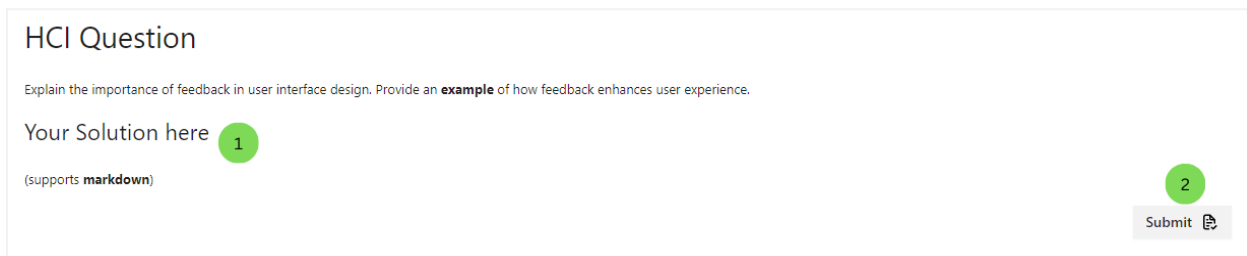 HCI Question
Explain the importance of feedback in user interface design. Provide an example of how feedback enhances user experience.
Your Solution here
1
(supports markdown)
2
Submit